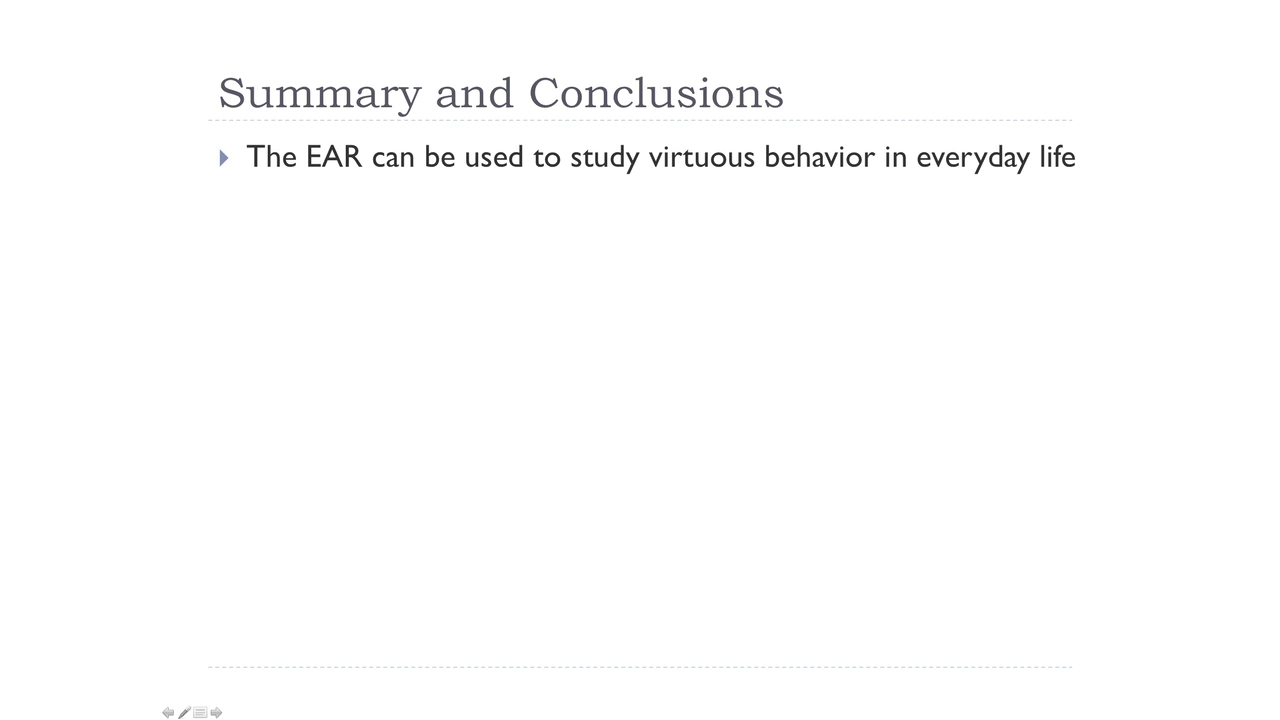 Summary and Conclusions
The EAR can be used to study virtuous behavior in everyday life